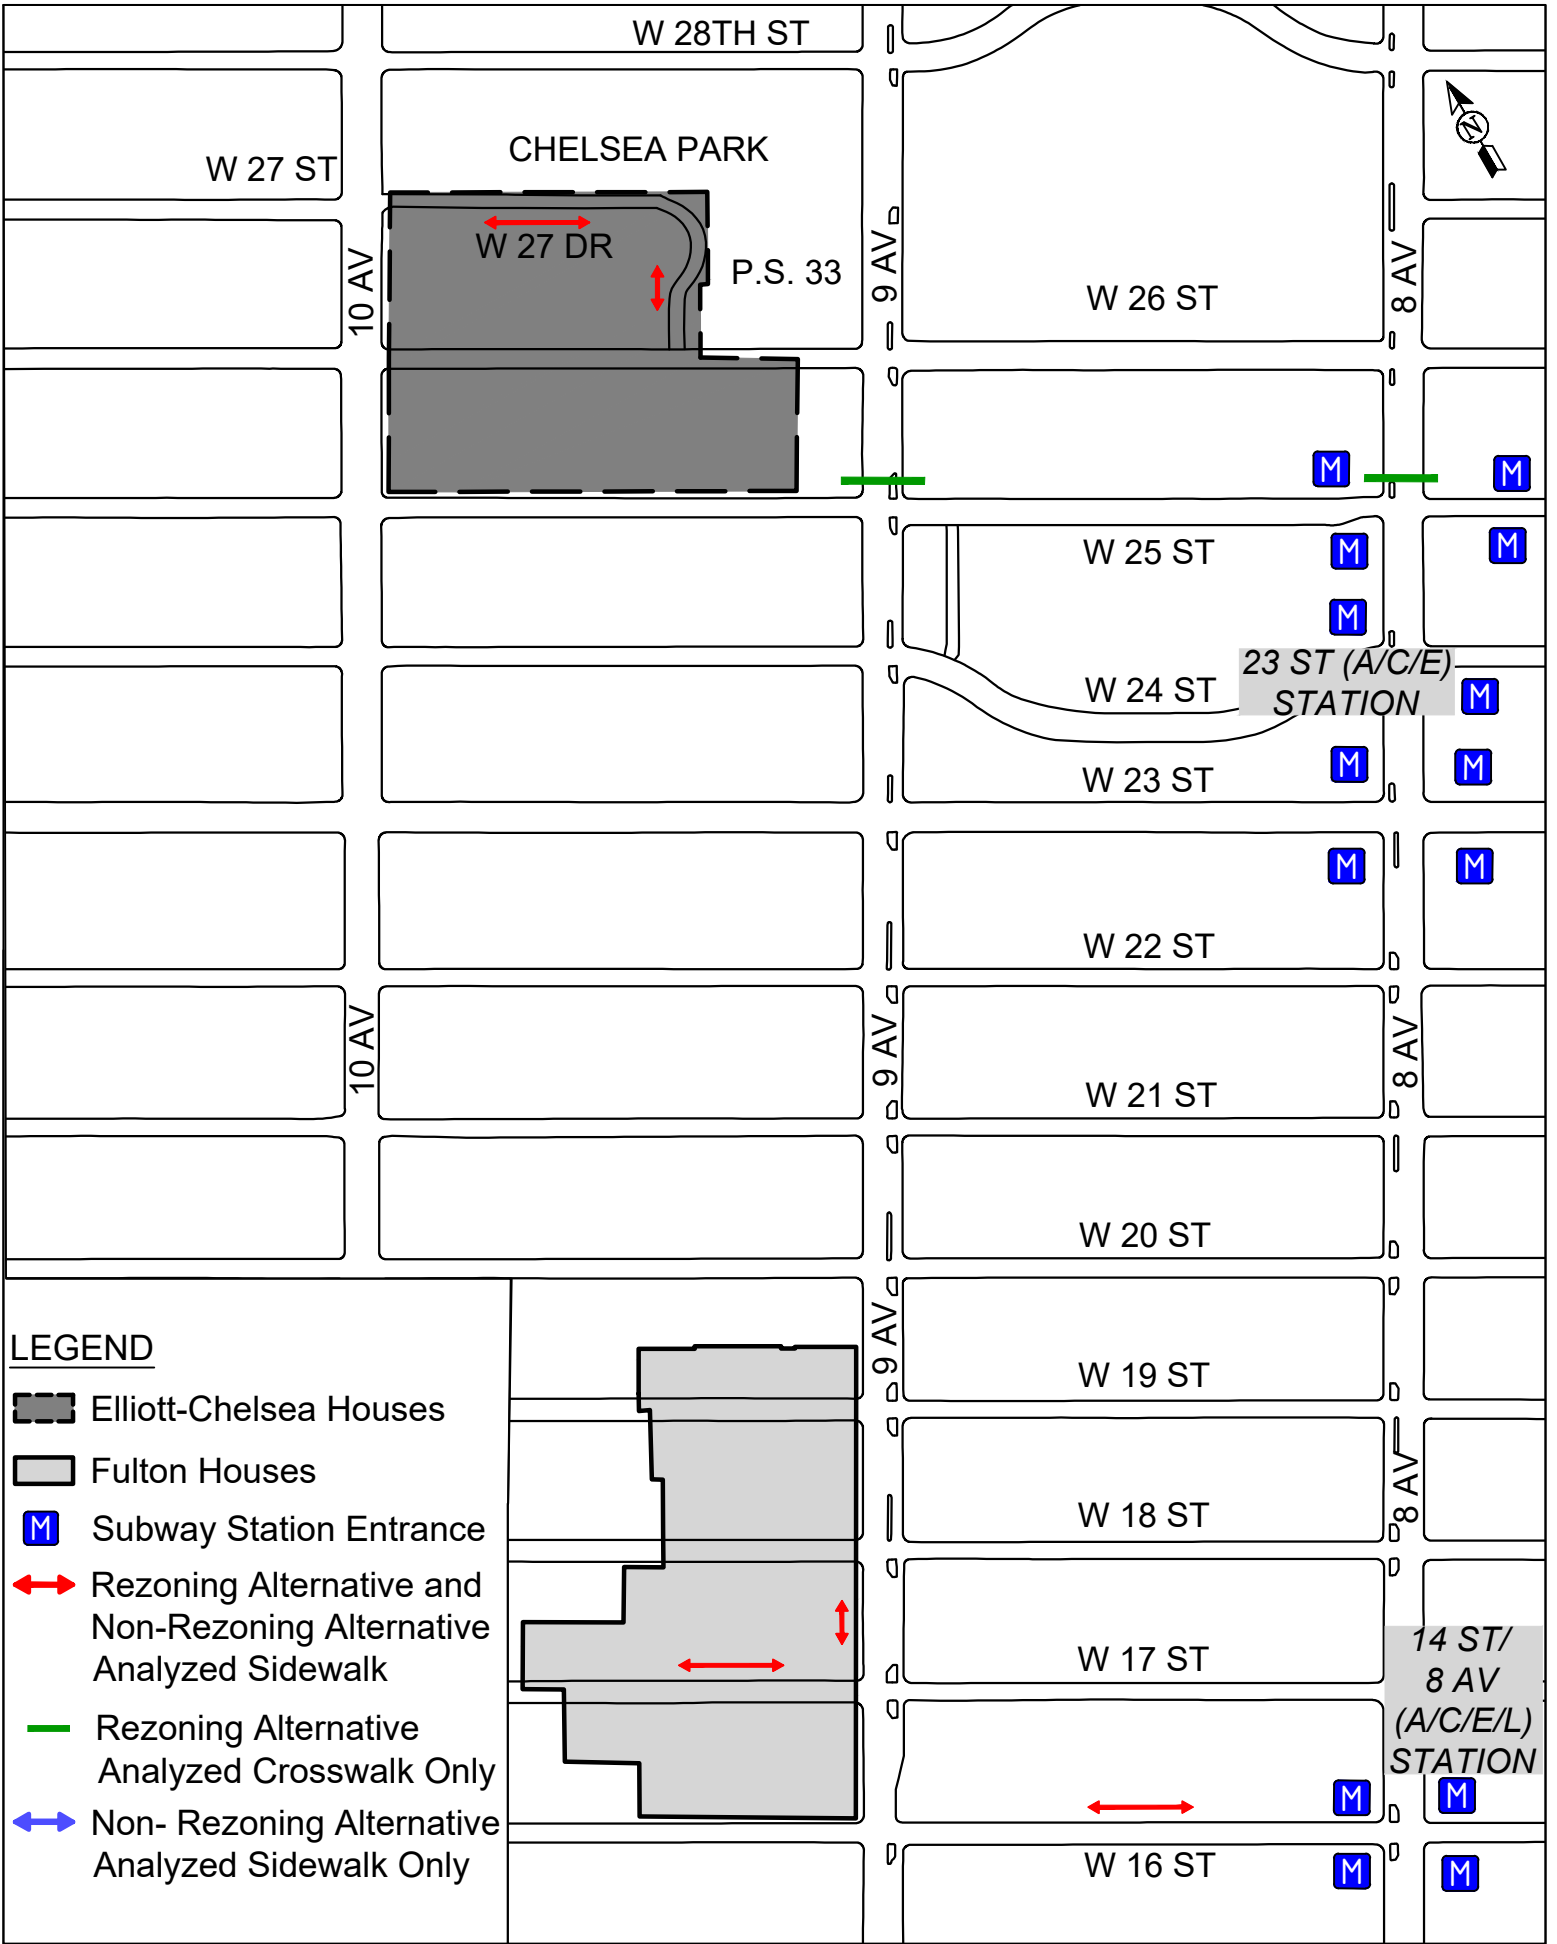 W 28TH ST
CHELSEA PARK
N
W 27 ST
W 27 DR
P.S. 33
10 AV
9 AV
8 AV
W 26 ST
M
M
W 25 ST
M
M
M
23 ST (A/C/E)
STATION
W 24 ST
M
W 23 ST
M
M
M
M
W 22 ST
10 AV
9 AV
8 AV
W 21 ST
W 20 ST
9 AV
W 19 ST
8 AV
W 18 ST
W 17 ST
14 ST/
8 AV
(A/C/E/L)
STATION
M
M
W 16 ST
M
M
LEGEND
Elliott-Chelsea Houses
Fulton Houses
M Subway Station Entrance
Rezoning Alternative and
Non-Rezoning Alternative
Analyzed Sidewalk
Rezoning Alternative
Analyzed Crosswalk Only
Non- Rezoning Alternative
Analyzed Sidewalk Only